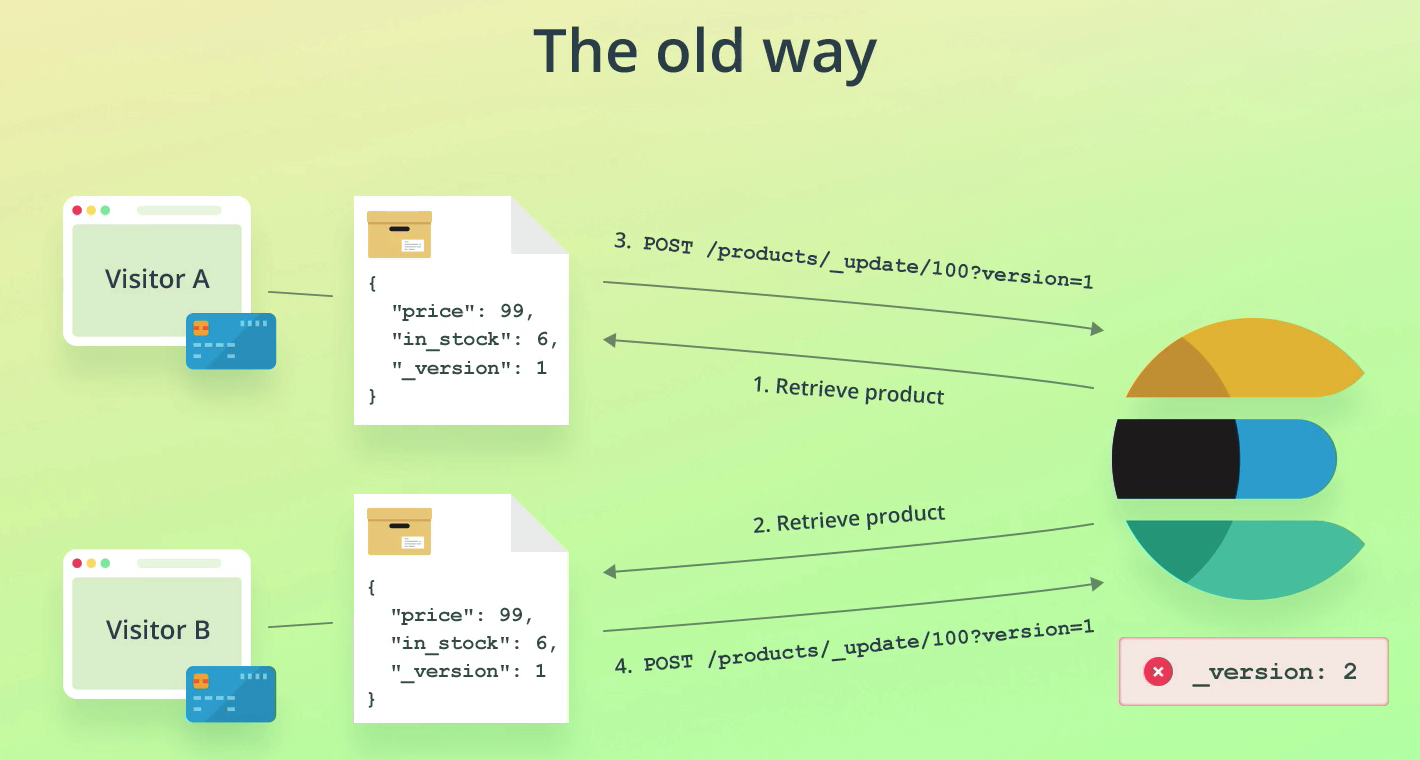 The old way
Visitor A
{
"price": 99,
"in_stock": 6,
"_version": 1
}
3. POST /products/_update/100?version=1
1. Retrieve product
2. Retrieve product
Visitor B
{
"price": 99,
"in_stock": 6,
"_version": 1
}
4. POST /products/_update/100?version=1
_version: 2